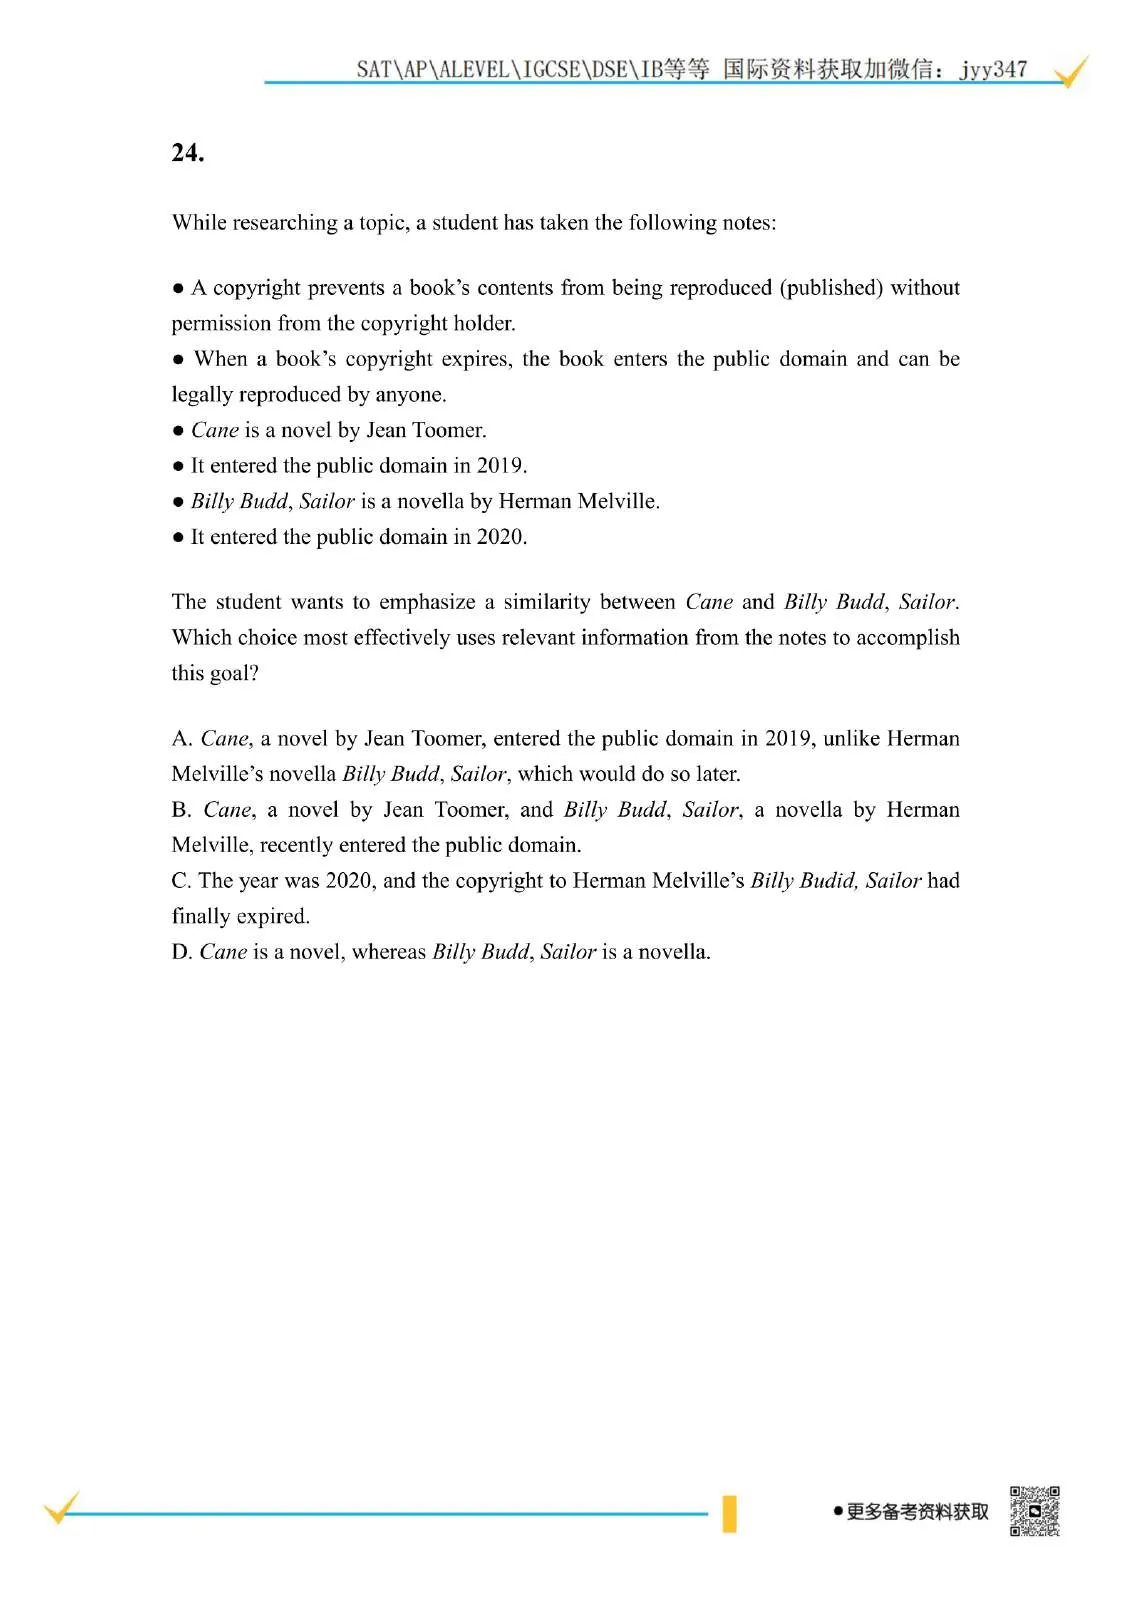 SAT\AP\ALEVEL\IGCSE\DSE\IB等等 国际资料获取加微信：jyy347
24.
While researching a topic, a student has taken the following notes:
● A copyright prevents a book’s contents from being reproduced (published) without
permission from the copyright holder.
● When a book’s copyright expires, the book enters the public domain and can be
legally reproduced by anyone.
● Cane is a novel by Jean Toomer.
● It entered the public domain in 2019.
● Billy Budd, Sailor is a novella by Herman Melville.
● It entered the public domain in 2020.
The student wants to emphasize a similarity between Cane and Billy Budd, Sailor.
Which choice most effectively uses relevant information from the notes to accomplish
this goal?
A. Cane, a novel by Jean Toomer, entered the public domain in 2019, unlike Herman
Melville’s novella Billy Budd, Sailor, which would do so later.
B. Cane, a novel by Jean Toomer, and Billy Budd, Sailor, a novella by Herman
Melville, recently entered the public domain.
C. The year was 2020, and the copyright to Herman Melville’s Billy Budid, Sailor had
finally expired.
D. Cane is a novel, whereas Billy Budd, Sailor is a novella.
●更多备考资料获取